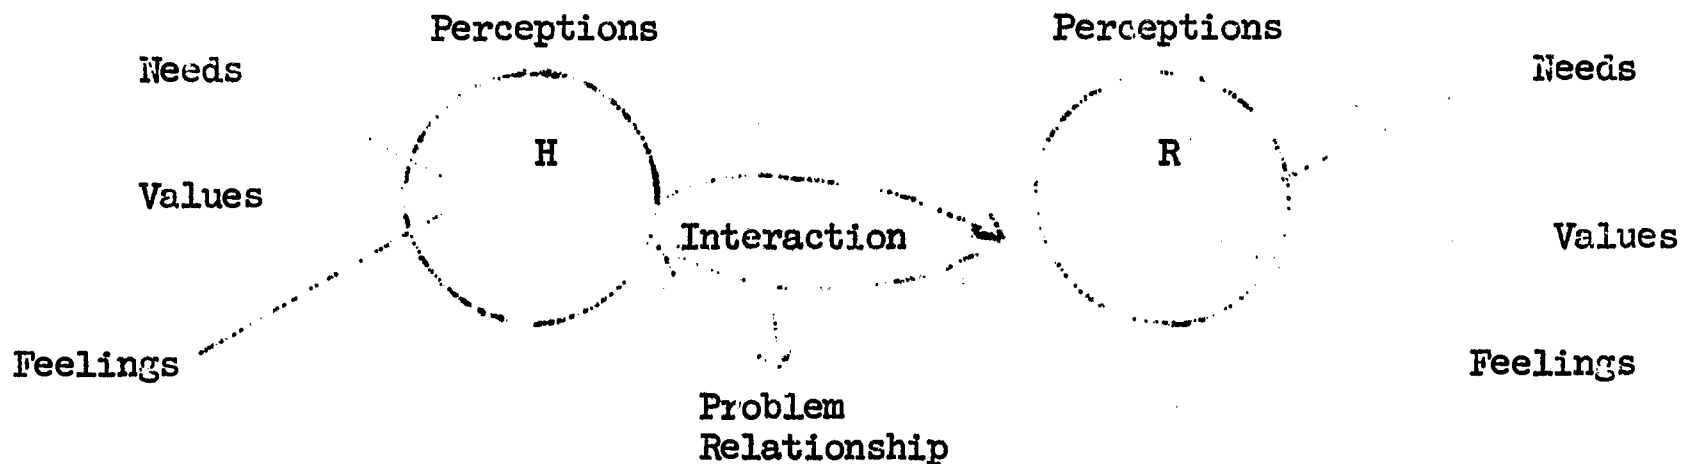 Perceptions Perceptions
Needs Needs
H R
Values
Interaction Values
Feelings Feelings
Problem
Relationship